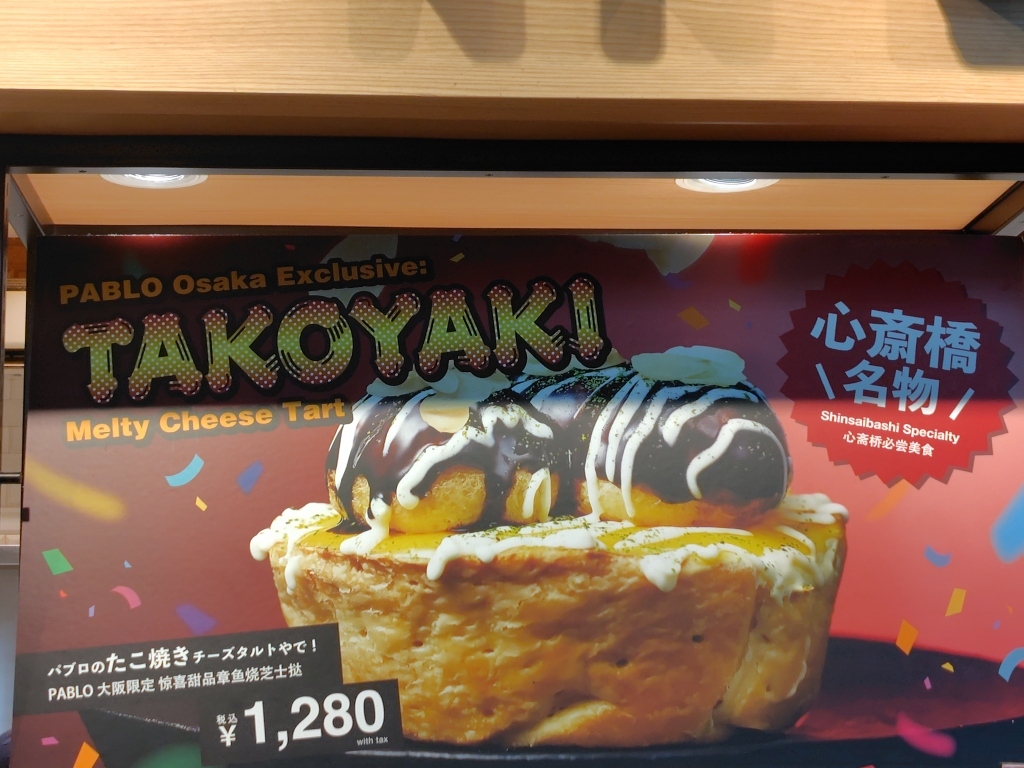 PABLO Osaka Exclusive:
TAKOYAKI
Melty Cheese Tart
心斎橋
\ 名物 /
Shinsaibashi Specialty
心斋桥必尝美食
パブロのたこ焼きチーズタルトやで！
PABLO 大阪限定 惊喜甜品章鱼烧芝士挞
税込
¥1,280
with tax